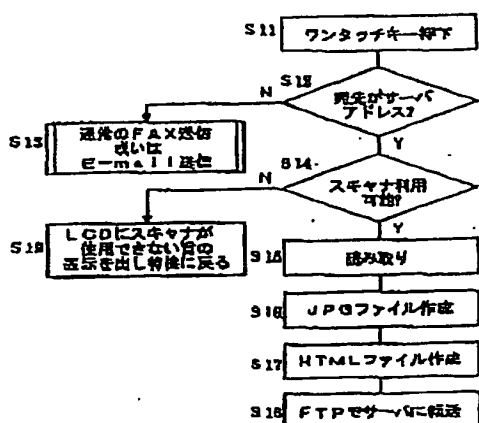 S11
ワンタッチキー押下
S12
宛先がサーバ
アドレス?
N
Y
S13
通常のFAX送信
或いは
E-mail送信
S14
スキャナ利用
可能?
N
Y
S19
LCDにスキャナが
使用できない旨の
表示を出し待機に戻る
S15
読み取り
S16
JPGファイル作成
S17
HTMLファイル作成
S18
FTPでサーバに転送